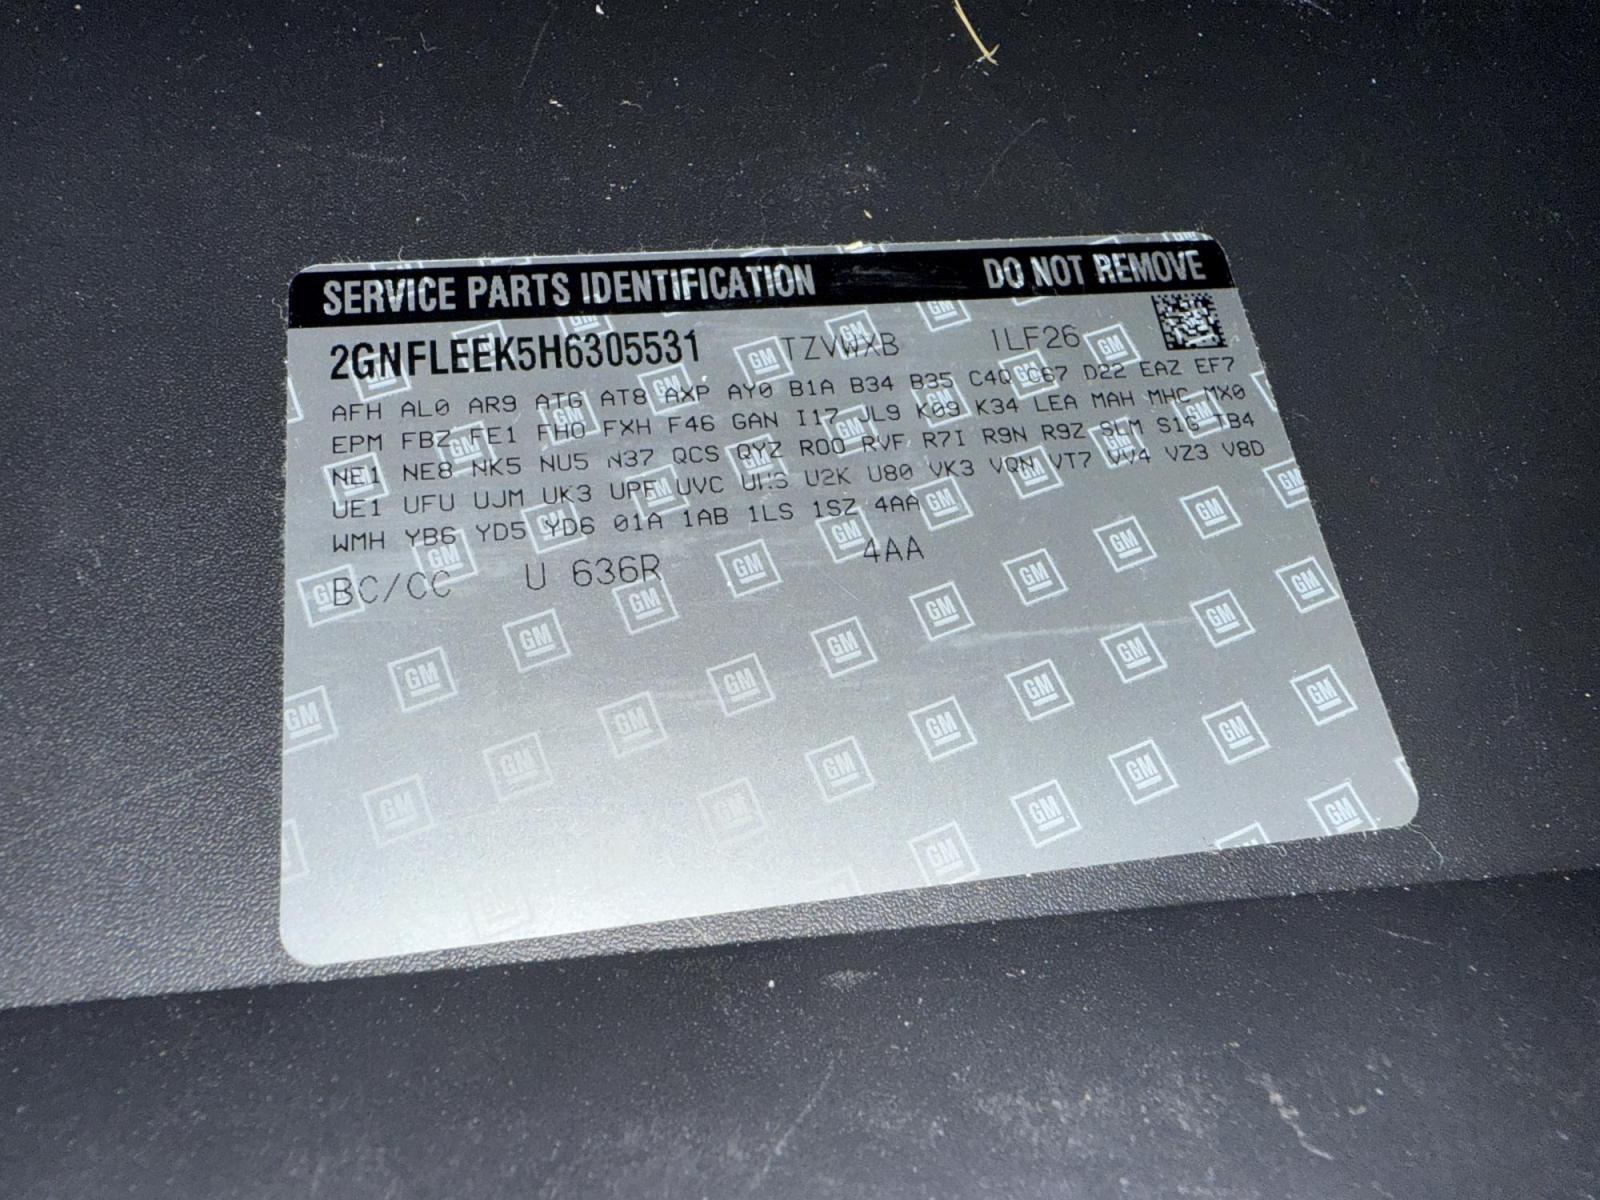 SERVICE PARTS IDENTIFICATION DO NOT REMOVE
2GNFLEEK5H6305531 TZVWXB 1LF26
AFH AL0 AR9 ATG AT8 AXP AY0 B1A B34 B35 C4Q C67 D22 EAZ EF7
EPM FBZ FE1 FHO FXH F46 GAN I17 JL9 K09 K34 LEA MAH MHC MX0
NE1 NE8 NK5 NU5 N37 QCS QYZ R00 RVF R7I R9N R9Z SLM S1G TB4
UE1 UFU UJM UK3 UPF UVC U2K U80 VK3 VQN VT7 VV4 VZ3 V8D
WMH YB6 YD5 YD6 01A 1AB 1LS 1SZ 4AA
BC/CC U 636R 4AA